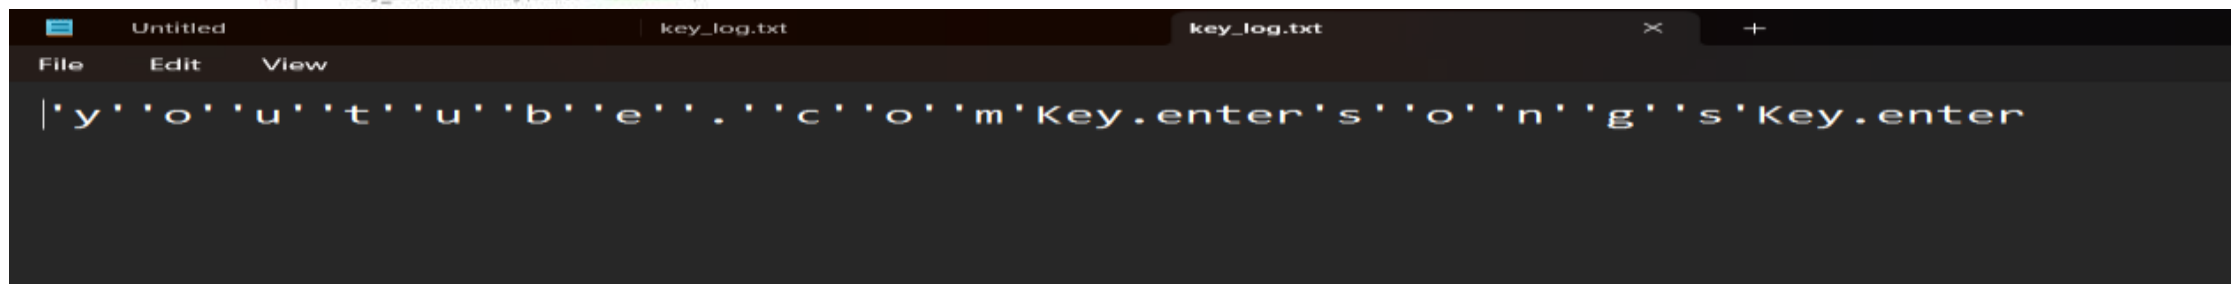 Untitled key_log.txt key_log.txt × +
File Edit View
'y''o''u''t''u''b''e''.''c''o''m'Key.enter's''o''n''g''s'Key.enter